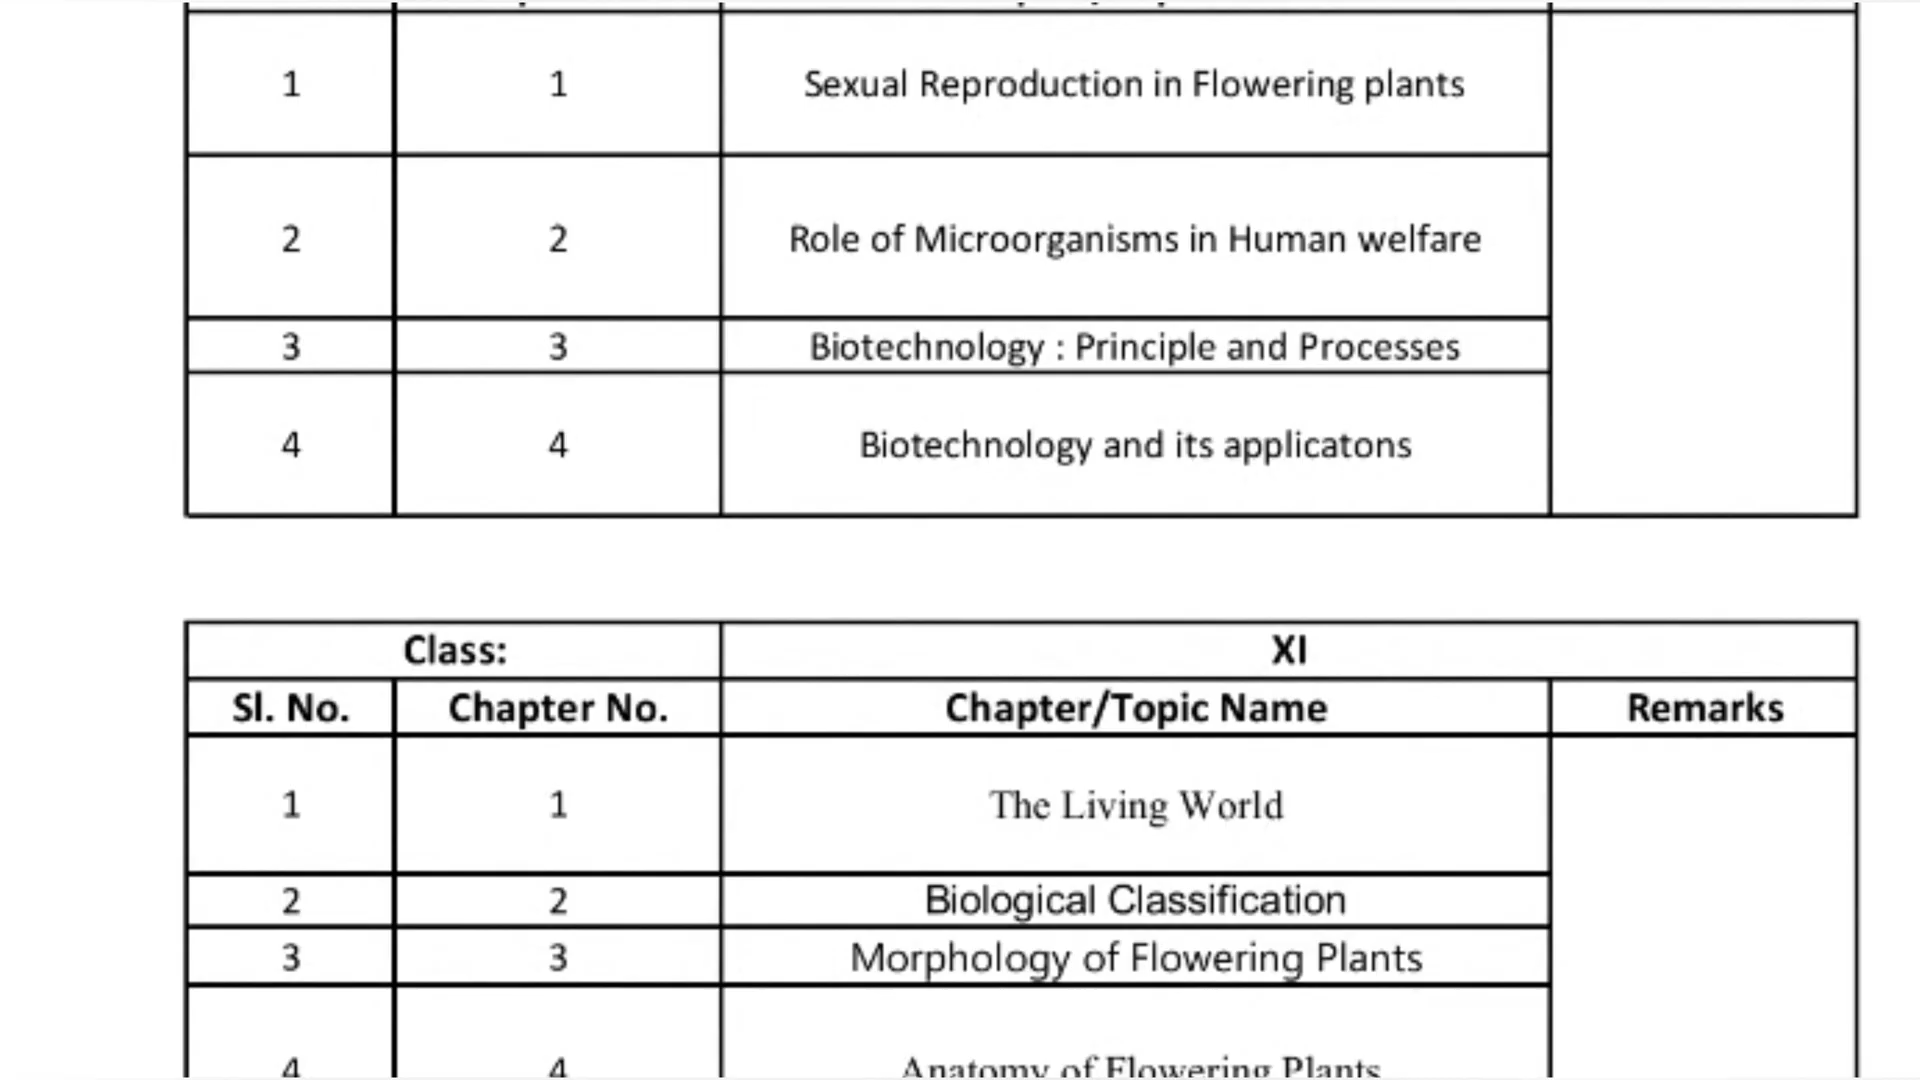 1 1 Sexual Reproduction in Flowering plants
2 2 Role of Microorganisms in Human welfare
3 3 Biotechnology : Principle and Processes
4 4 Biotechnology and its applicatons
Class: XI
Sl. No. Chapter No. Chapter/Topic Name Remarks
1 1 The Living World
2 2 Biological Classification
3 3 Morphology of Flowering Plants
4 4 Anatomy of Flowering Plants